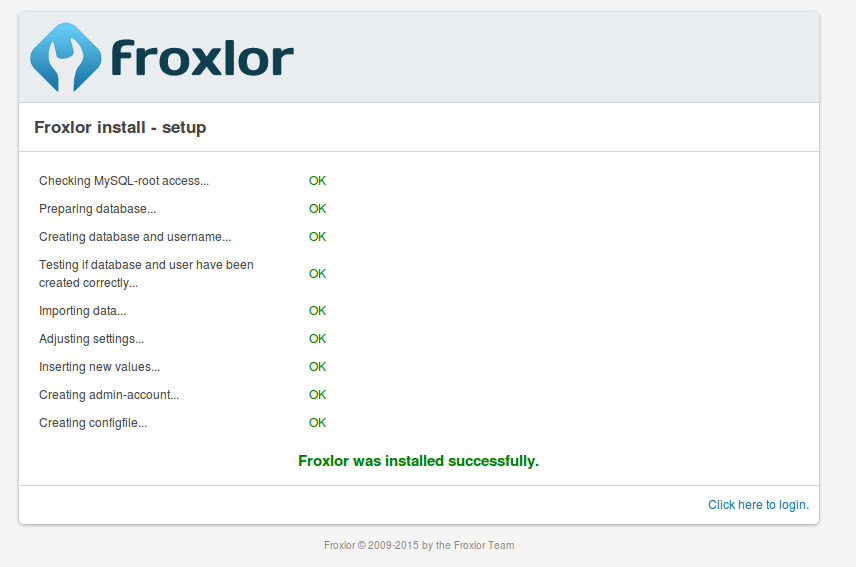 froxlor
Froxlor install - setup
Checking MySQL-root access... OK
Preparing database... OK
Creating database and username... OK
Testing if database and user have been
created correctly... OK
Importing data... OK
Adjusting settings... OK
Inserting new values... OK
Creating admin-account... OK
Creating configfile... OK
Froxlor was installed successfully.
Click here to login.
Froxlor © 2009-2015 by the Froxlor Team